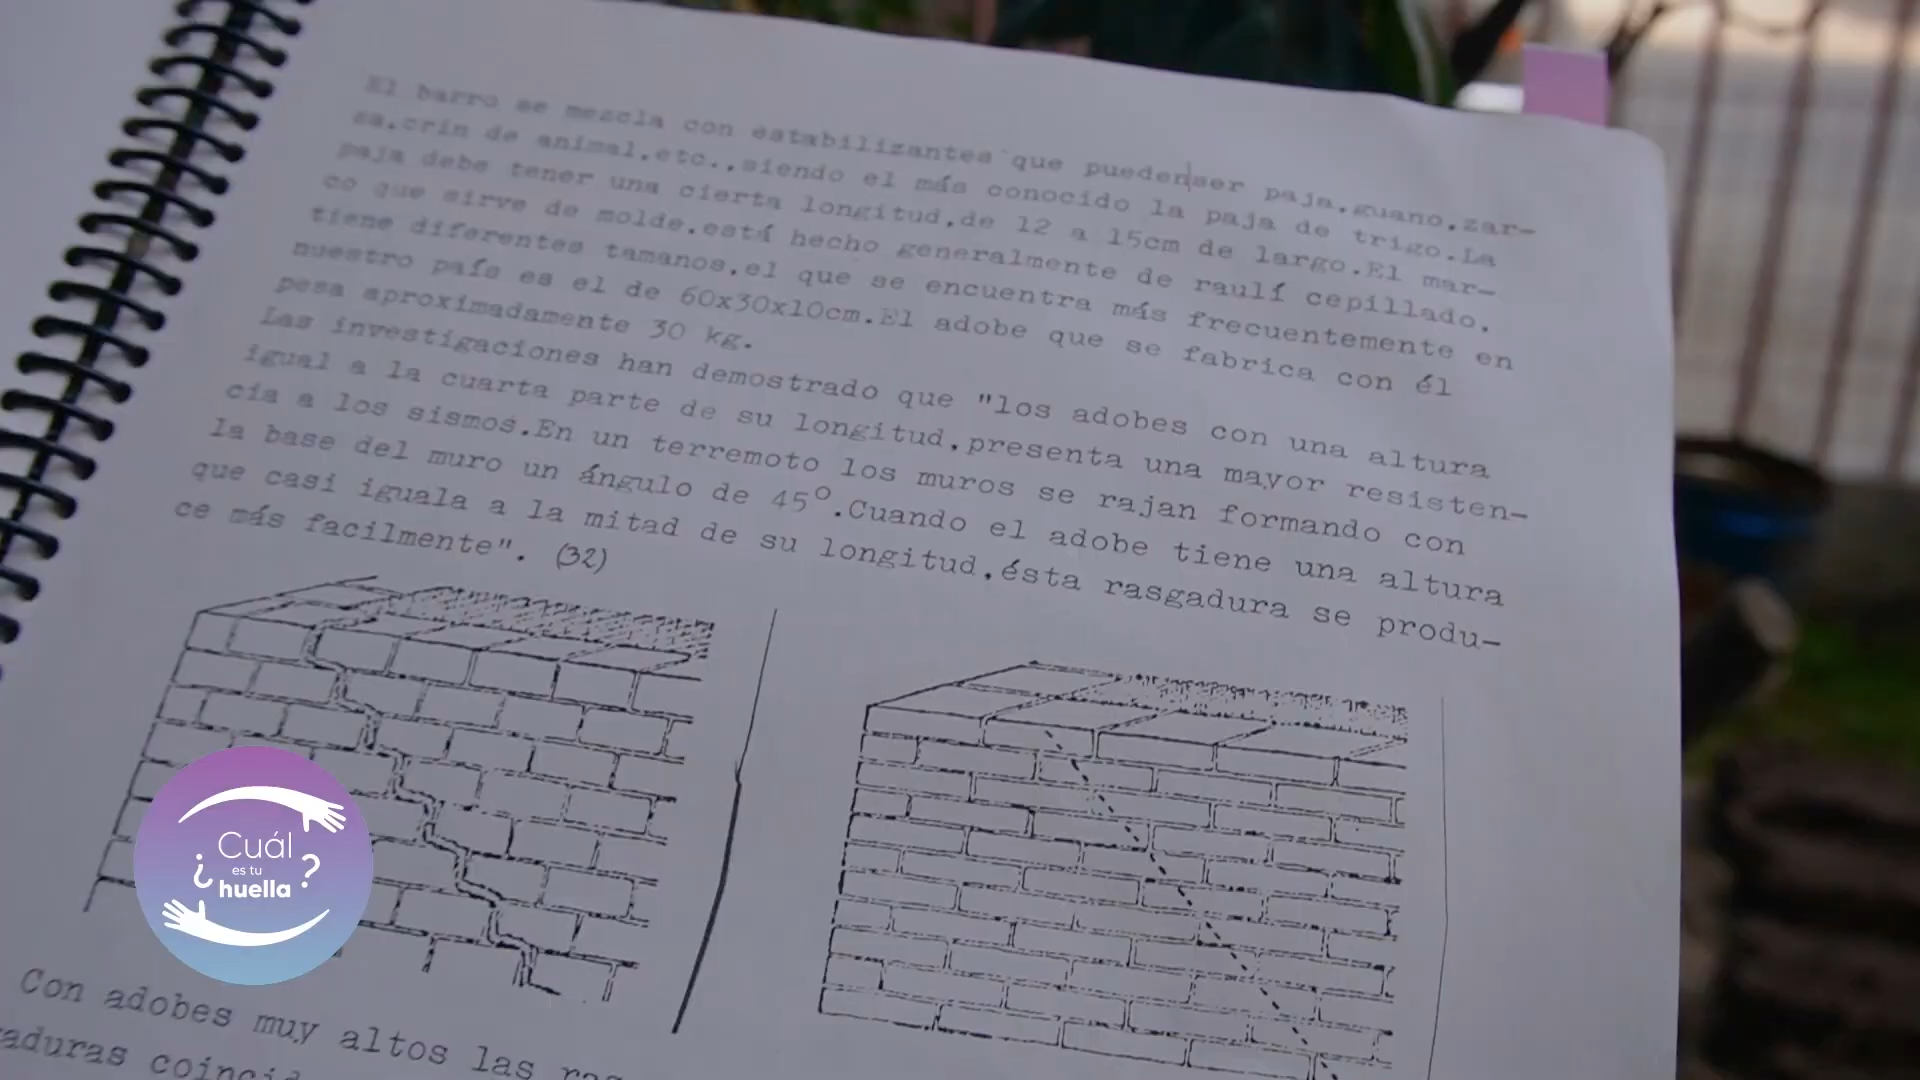 El barro se mezcla con estabilizantes que pueden ser paja,guano,zar-
za,crin de animal,etc.,siendo el más conocido la paja de trigo.La
paja debe tener una cierta longitud,de 12 a 15cm de largo.El mar-
co que sirve de molde,está hecho generalmente de raulí cepillado,
tiene diferentes tamanos,el que se encuentra más frecuentemente en
nuestro país es el de 60x30x10cm.El adobe que se fabrica con él
pesa aproximadamente 30 kg.
Las investigaciones han demostrado que "los adobes con una altura
igual a la cuarta parte de su longitud,presenta una mayor resisten-
cia a los sismos.En un terremoto los muros se rajan formando con
la base del muro un ángulo de 45º.Cuando el adobe tiene una altura
que casi iguala a la mitad de su longitud,ésta rasgadura se produ-
ce más facilmente". (32)
¿Cuál
es tu
huella?
Con adobes muy altos las